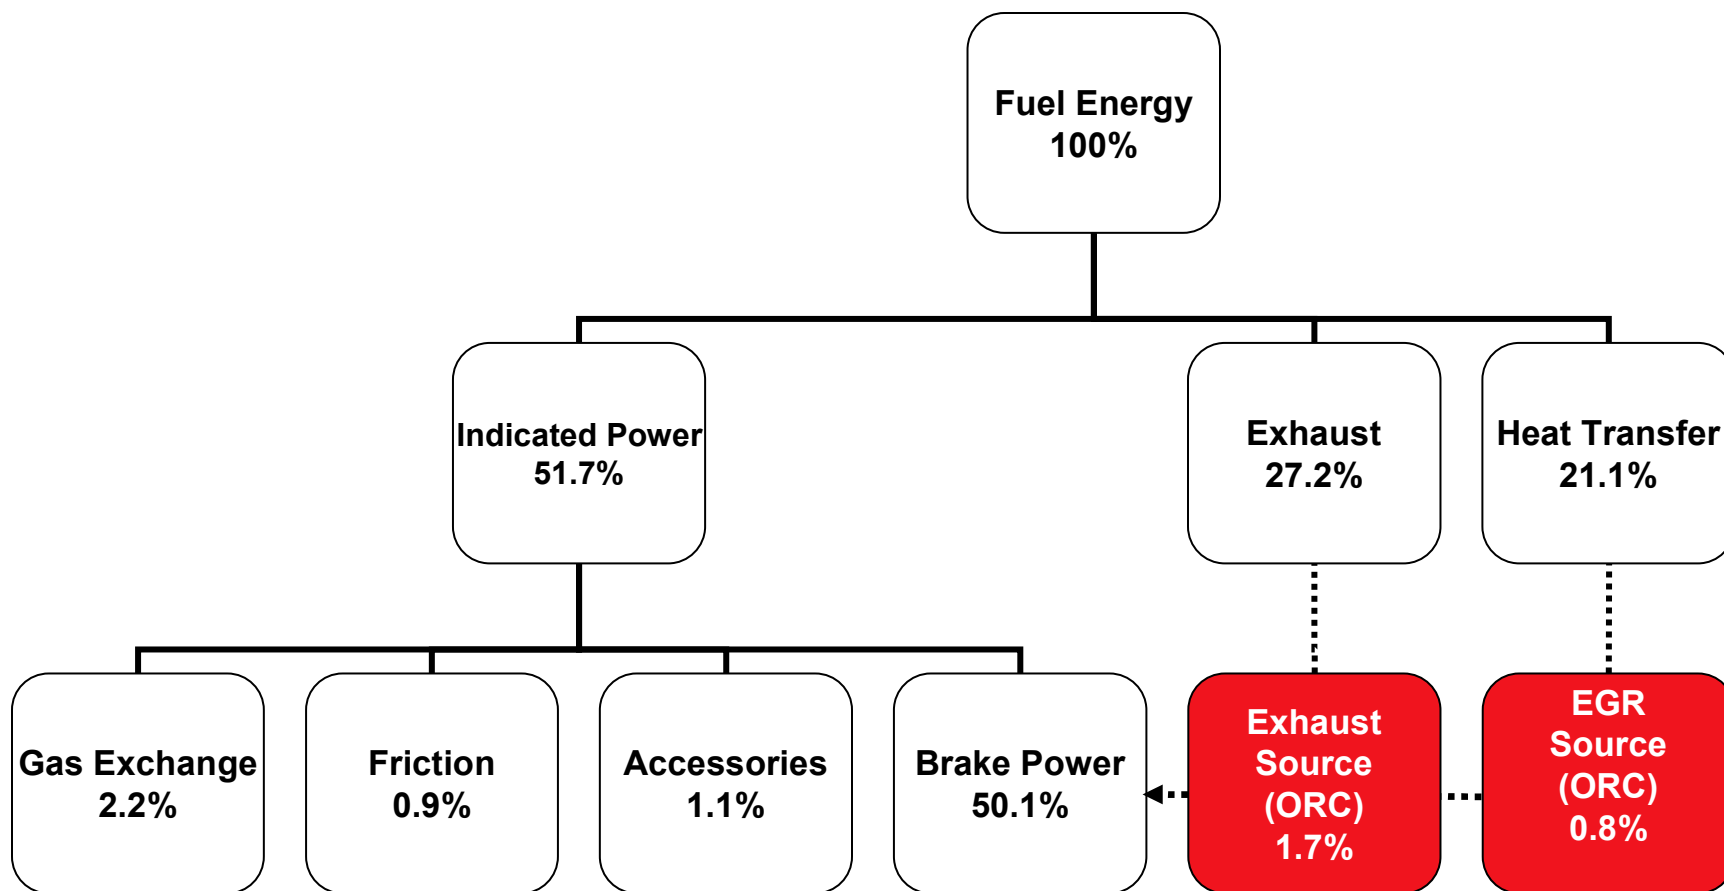 Fuel Energy
100%
Indicated Power
51.7%
Exhaust
27.2%
Heat Transfer
21.1%
Gas Exchange
2.2%
Friction
0.9%
Accessories
1.1%
Brake Power
50.1%
Exhaust
Source
(ORC)
1.7%
EGR
Source
(ORC)
0.8%